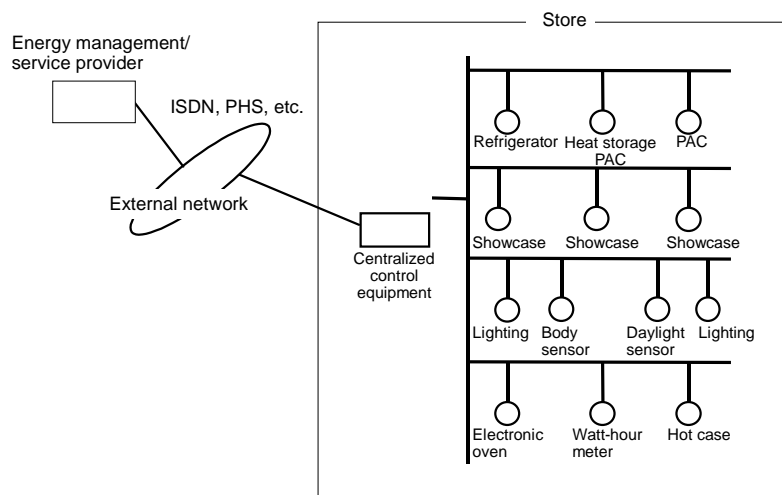 Store
Energy management/
service provider
ISDN, PHS, etc.
External network
Centralized
control
equipment
Refrigerator
Heat storage
PAC
PAC
Showcase
Showcase
Showcase
Lighting
Body
sensor
Daylight
sensor
Lighting
Electronic
oven
Watt-hour
meter
Hot case